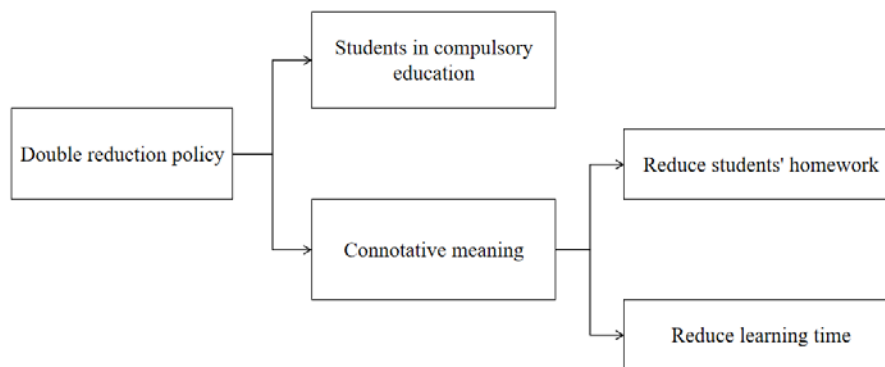 Students in compulsory
education
Double reduction policy
Reduce students' homework
Connotative meaning
Reduce learning time